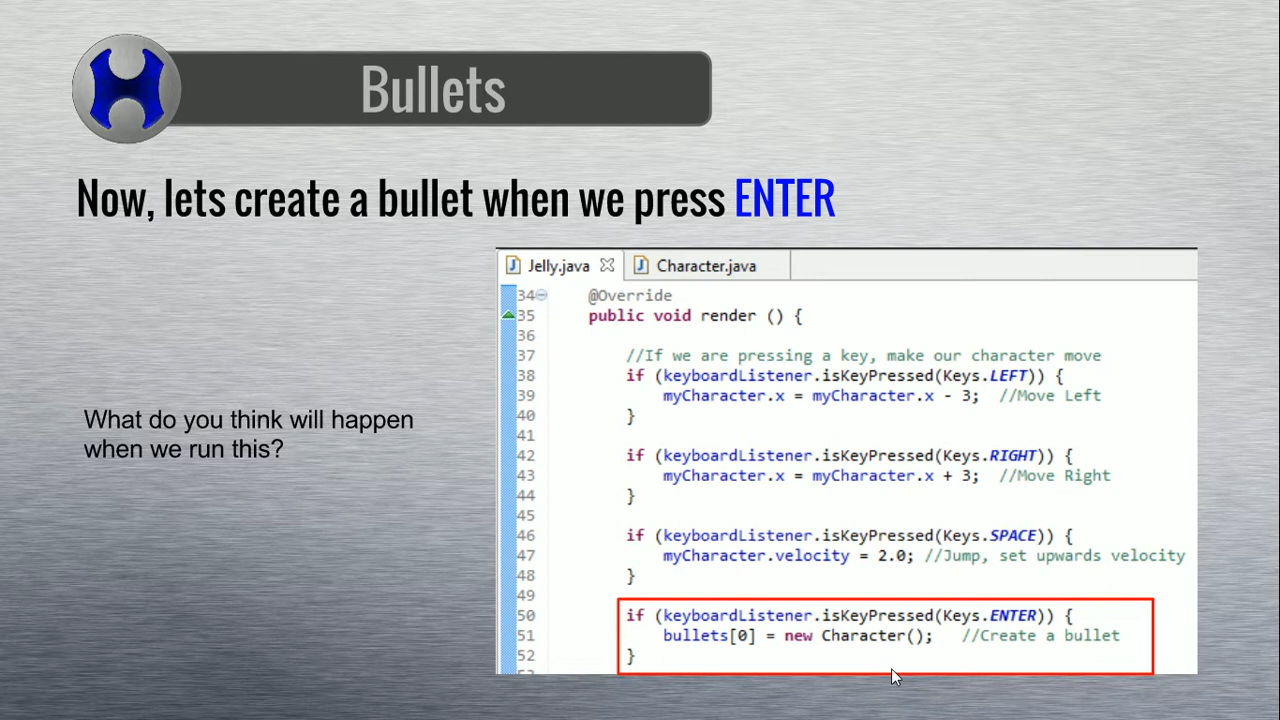 Bullets
Now, lets create a bullet when we press ENTER
What do you think will happen
when we run this?
Jelly.java Character.java
34 @Override
35 public void render () {
36
37 //If we are pressing a key, make our character move
38 if (keyboardListener.isKeyPressed(Keys.LEFT)) {
39 myCharacter.x = myCharacter.x - 3; //Move Left
40 }
41
42 if (keyboardListener.isKeyPressed(Keys.RIGHT)) {
43 myCharacter.x = myCharacter.x + 3; //Move Right
44 }
45
46 if (keyboardListener.isKeyPressed(Keys.SPACE)) {
47 myCharacter.velocity = 2.0; //Jump, set upwards velocity
48 }
49
50 if (keyboardListener.isKeyPressed(Keys.ENTER)) {
51 bullets[0] = new Character(); //Create a bullet
52 }